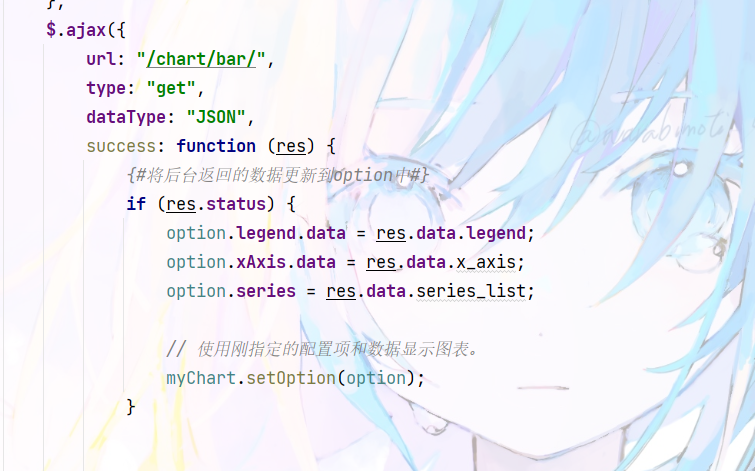 },
$.ajax({
url: "/chart/bar/",
type: "get",
dataType: "JSON",
success: function (res) {
{#将后台返回的数据更新到option中#}
if (res.status) {
option.legend.data = res.data.legend;
option.xAxis.data = res.data.x_axis;
option.series = res.data.series_list;
// 使用刚指定的配置项和数据显示图表。
myChart.setOption(option);
}